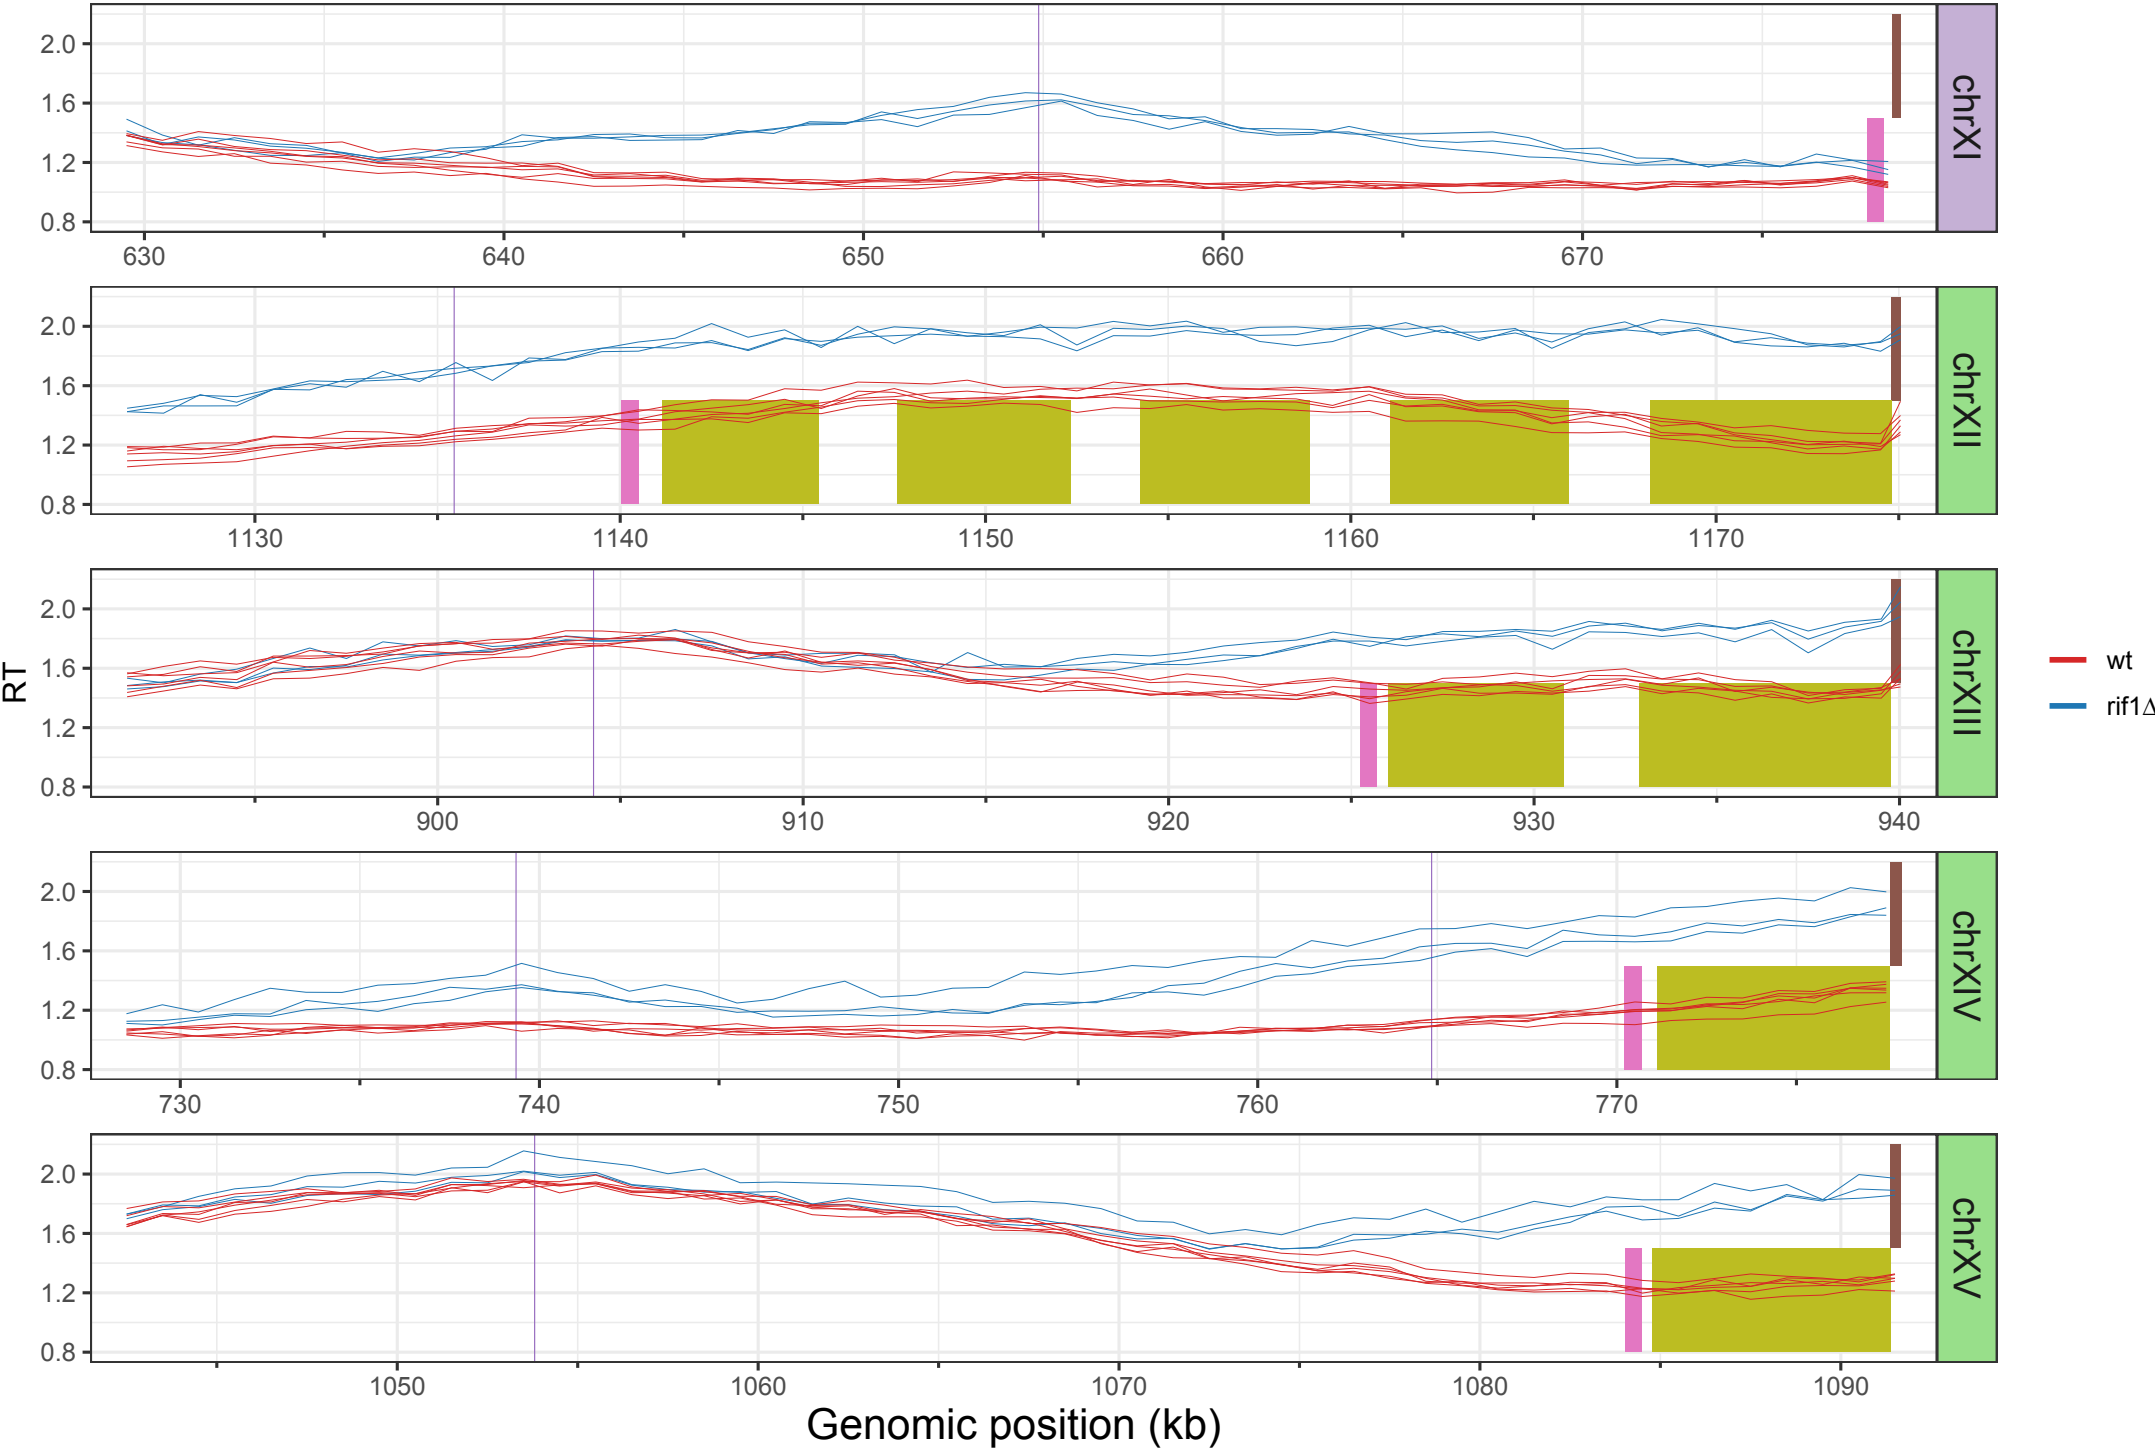 2.0
1.6
1.2
0.8
630 640 650 660 670
chrXI
2.0
1.6
1.2
0.8
1130 1140 1150 1160 1170
chrXII
2.0
1.6
1.2
0.8
900 910 920 930 940
chrXIII
2.0
1.6
1.2
0.8
730 740 750 760 770
chrXIV
2.0
1.6
1.2
0.8
1050 1060 1070 1080 1090
chrXV
RT
Genomic position (kb)
wt
rif1Δ